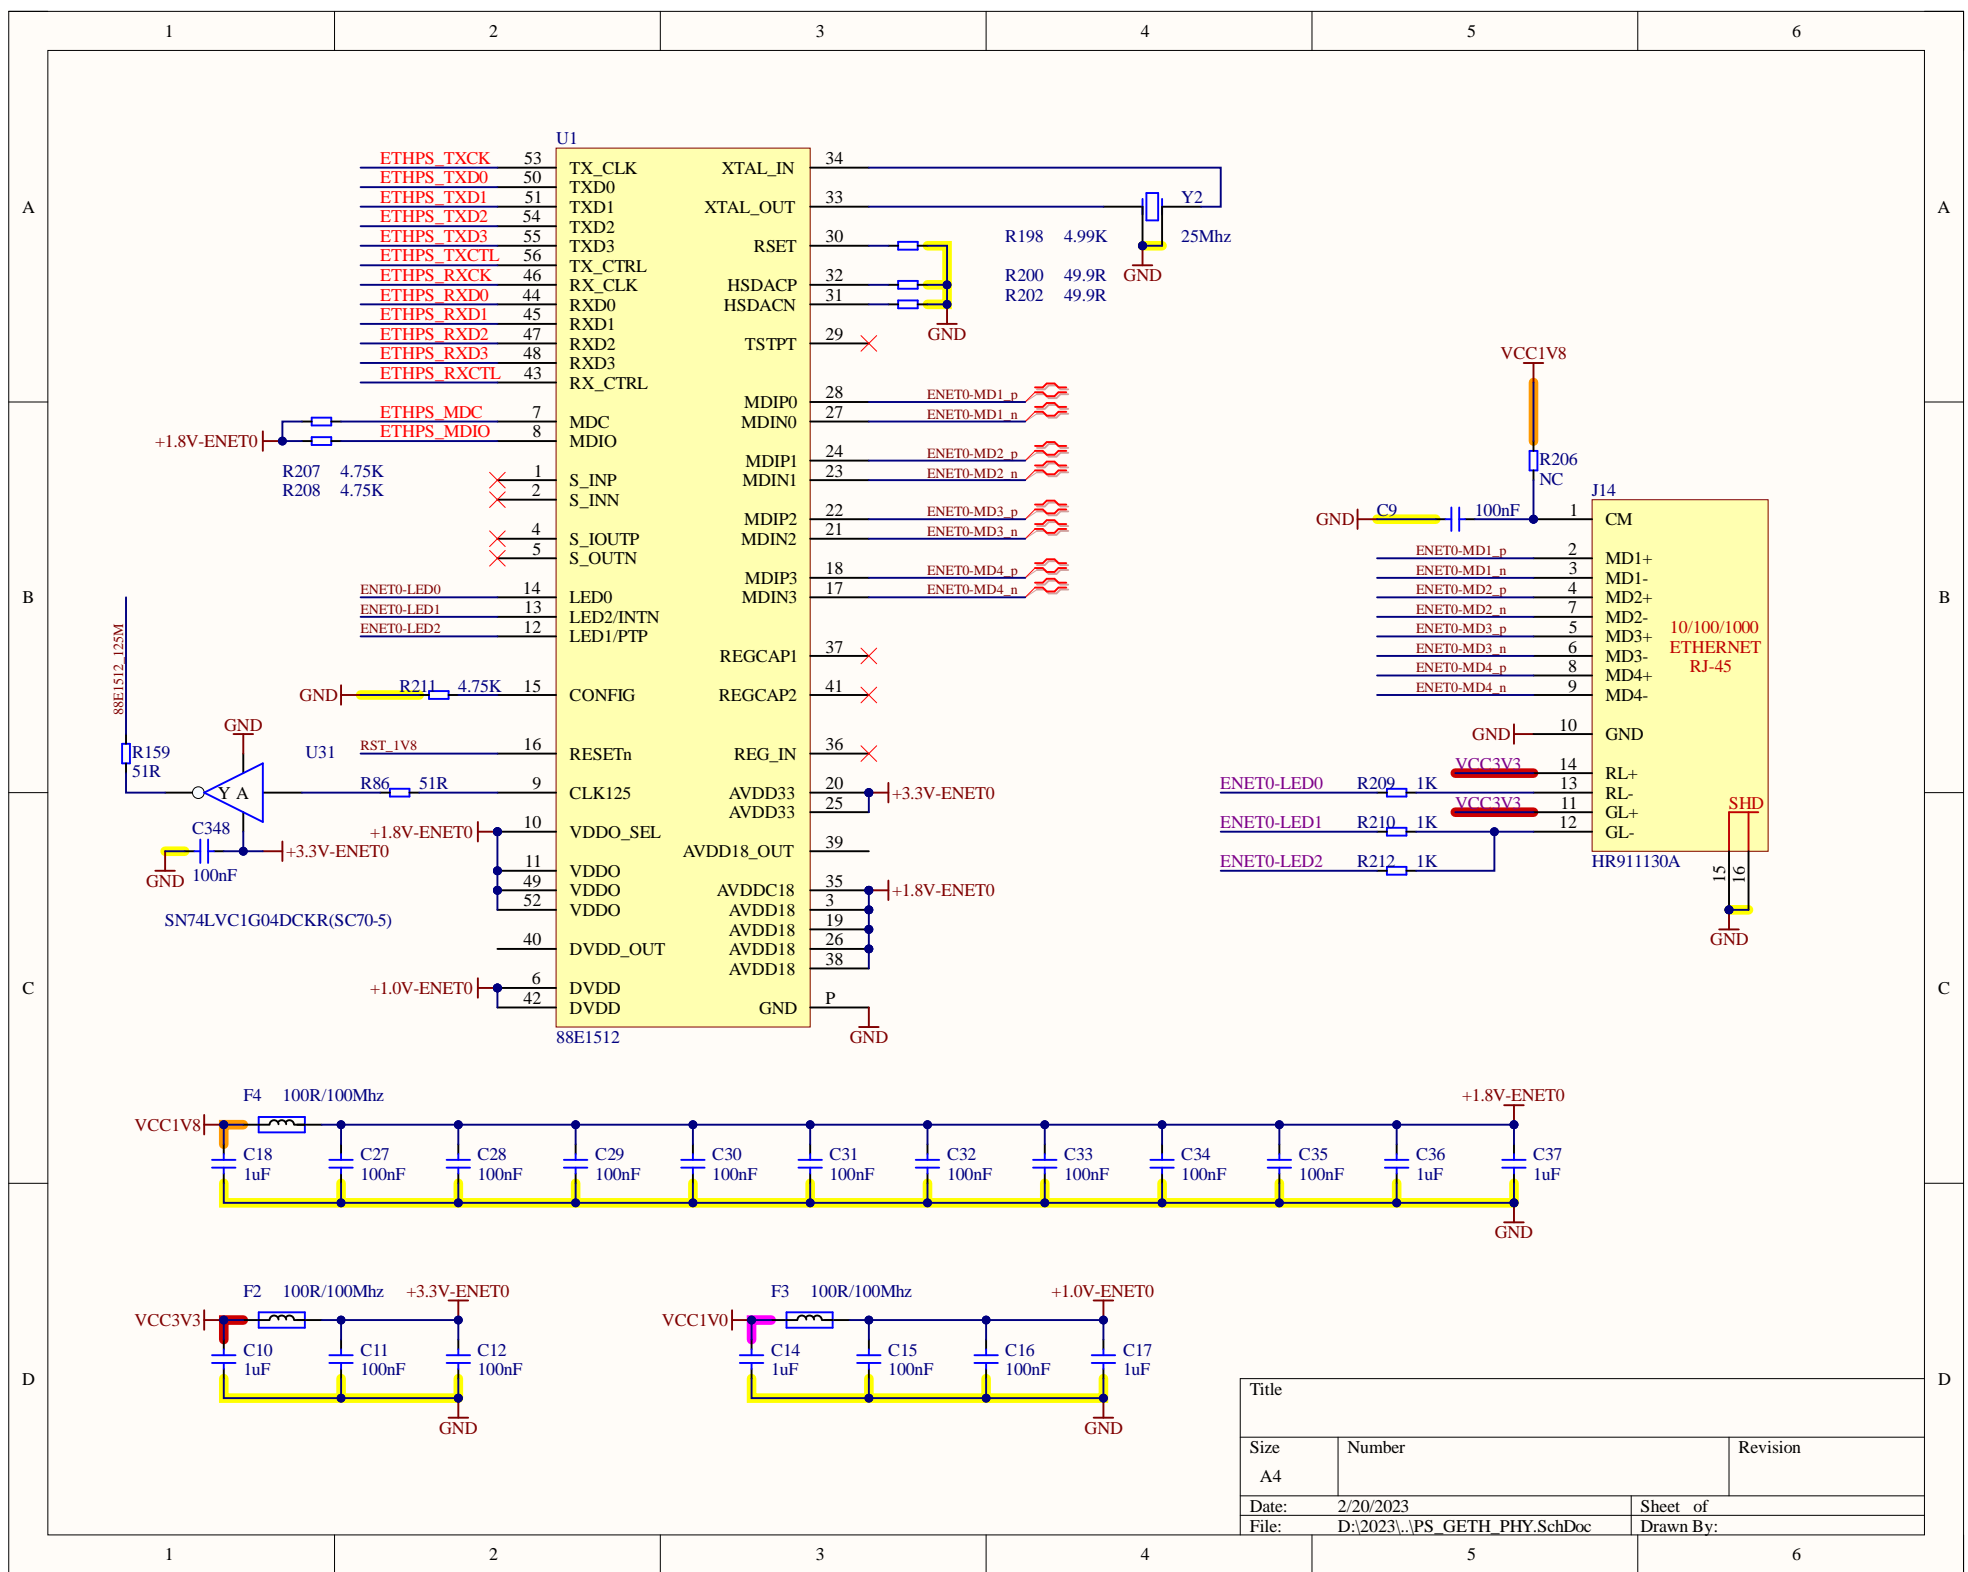 1 2 3 4 5 6
A A
B B
C C
D D
U1
ETHPS_TXCK 53 TX_CLK
ETHPS_TXD0 50 TXD0
ETHPS_TXD1 51 TXD1
ETHPS_TXD2 54 TXD2
ETHPS_TXD3 55 TXD3
ETHPS_TXCTL 56 TX_CTRL
ETHPS_RXCK 46 RX_CLK
ETHPS_RXD0 44 RXD0
ETHPS_RXD1 45 RXD1
ETHPS_RXD2 47 RXD2
ETHPS_RXD3 48 RXD3
ETHPS_RXCTL 43 RX_CTRL
ETHPS_MDC 7 MDC
+1.8V-ENET0 ETHPS_MDIO 8 MDIO
R207 4.75K
R208 4.75K
1 S_INP
2 S_INN
4 S_IOUTP
5 S_OUTN
ENET0-LED0 14 LED0
ENET0-LED1 13 LED2/INTN
ENET0-LED2 12 LED1/PTP
GND R211 4.75K 15 CONFIG
RST_1V8 16 RESETn
R86 51R 9 CLK125
+1.8V-ENET0 10 VDDO_SEL
11 VDDO
49 VDDO
52 VDDO
40 DVDD_OUT
+1.0V-ENET0 6 DVDD
42 DVDD
88E1512
88E1512_125M
R159
51R
GND
U31
Y A
C348
100nF
GND
+3.3V-ENET0
SN74LVC1G04DCKR(SC70-5)
XTAL_IN 34
XTAL_OUT 33
Y2
25Mhz
GND
RSET 30
R198 4.99K
HSDACP 32
R200 49.9R
HSDACN 31
R202 49.9R
GND
TSTPT 29
MDIP0 28 ENET0-MD1_p
MDIN0 27 ENET0-MD1_n
MDIP1 24 ENET0-MD2_p
MDIN1 23 ENET0-MD2_n
MDIP2 22 ENET0-MD3_p
MDIN2 21 ENET0-MD3_n
MDIP3 18 ENET0-MD4_p
MDIN3 17 ENET0-MD4_n
REGCAP1 37
REGCAP2 41
REG_IN 36
AVDD33 20 +3.3V-ENET0
AVDD33 25
AVDD18_OUT 39
AVDDC18 35 +1.8V-ENET0
AVDD18 3
AVDD18 19
AVDD18 26
AVDD18 38
GND P
GND
VCC1V8
R206
NC
J14
GND C9 100nF 1 CM
ENET0-MD1_p 2 MD1+
ENET0-MD1_n 3 MD1-
ENET0-MD2_p 4 MD2+
ENET0-MD2_n 7 MD2-
ENET0-MD3_p 5 MD3+
ENET0-MD3_n 6 MD3-
ENET0-MD4_p 8 MD4+
ENET0-MD4_n 9 MD4-
10/100/1000
ETHERNET
RJ-45
GND 10 GND
VCC3V3 14 RL+
ENET0-LED0 R209 1K 13 RL-
VCC3V3 11 GL+
ENET0-LED1 R210 1K 12 GL-
ENET0-LED2 R212 1K
SHD
HR911130A
15 16
GND
F4 100R/100Mhz
VCC1V8
+1.8V-ENET0
C18 C27 C28 C29 C30 C31 C32 C33 C34 C35 C36 C37
1uF 100nF 100nF 100nF 100nF 100nF 100nF 100nF 100nF 100nF 1uF 1uF
GND
F2 100R/100Mhz +3.3V-ENET0
VCC3V3
C10 C11 C12
1uF 100nF 100nF
GND
F3 100R/100Mhz +1.0V-ENET0
VCC1V0
C14 C15 C16 C17
1uF 100nF 100nF 1uF
GND
Title
Size Number Revision
A4
Date: 2/20/2023 Sheet of
File: D:\2023\..\PS_GETH_PHY.SchDoc Drawn By:
1 2 3 4 5 6